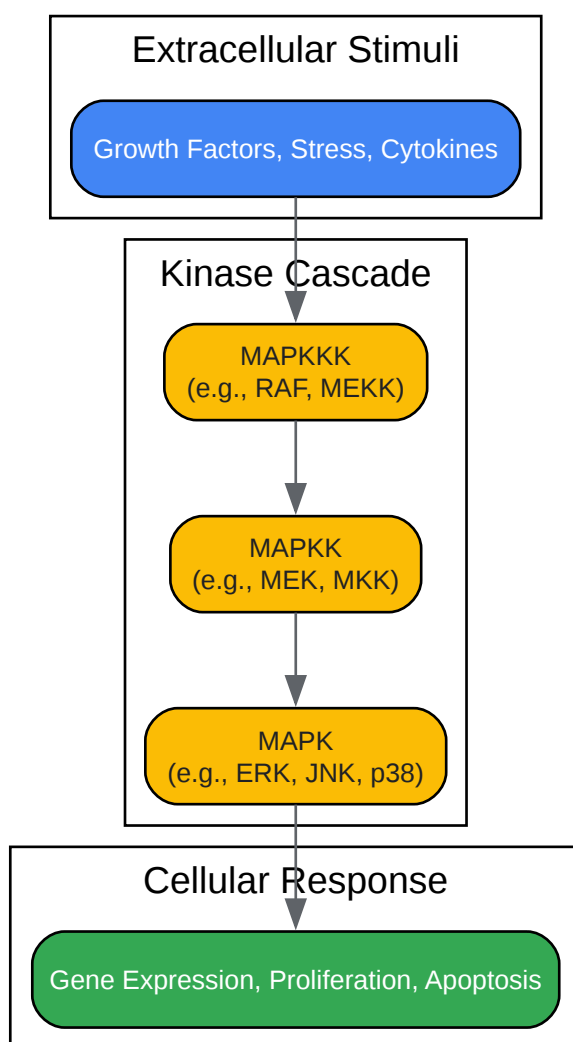 Extracellular Stimuli
Growth Factors, Stress, Cytokines
Kinase Cascade
MAPKKK
(e.g., RAF, MEKK)
MAPKK
(e.g., MEK, MKK)
MAPK
(e.g., ERK, JNK, p38)
Cellular Response
Gene Expression, Proliferation, Apoptosis